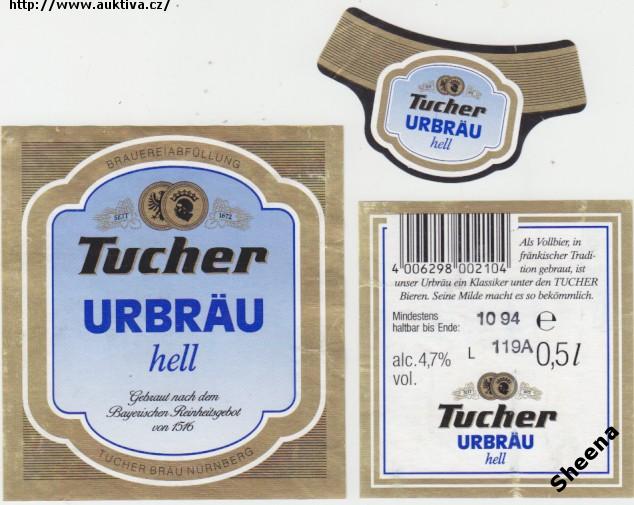 http://www.auktiva.cz/
Tucher
URBRÄU
hell
BRAUEREIABFÜLLUNG
SEIT 1672
Tucher
URBRÄU
hell
Gebraut nach dem
Bayerischen Reinheitsgebot
von 1516
TUCHER BRÄU NÜRNBERG
4 006298 002104
Als Vollbier, in
fränkischer Tradi-
tion gebraut, ist
unser Urbräu ein Klassiker unter den TUCHER
Bieren. Seine Milde macht es so bekömmlich.
Mindestens
haltbar bis Ende: 10 94 e
alc. 4,7% L 119A 0,5 l
vol.
Tucher
URBRÄU
hell
Sheena